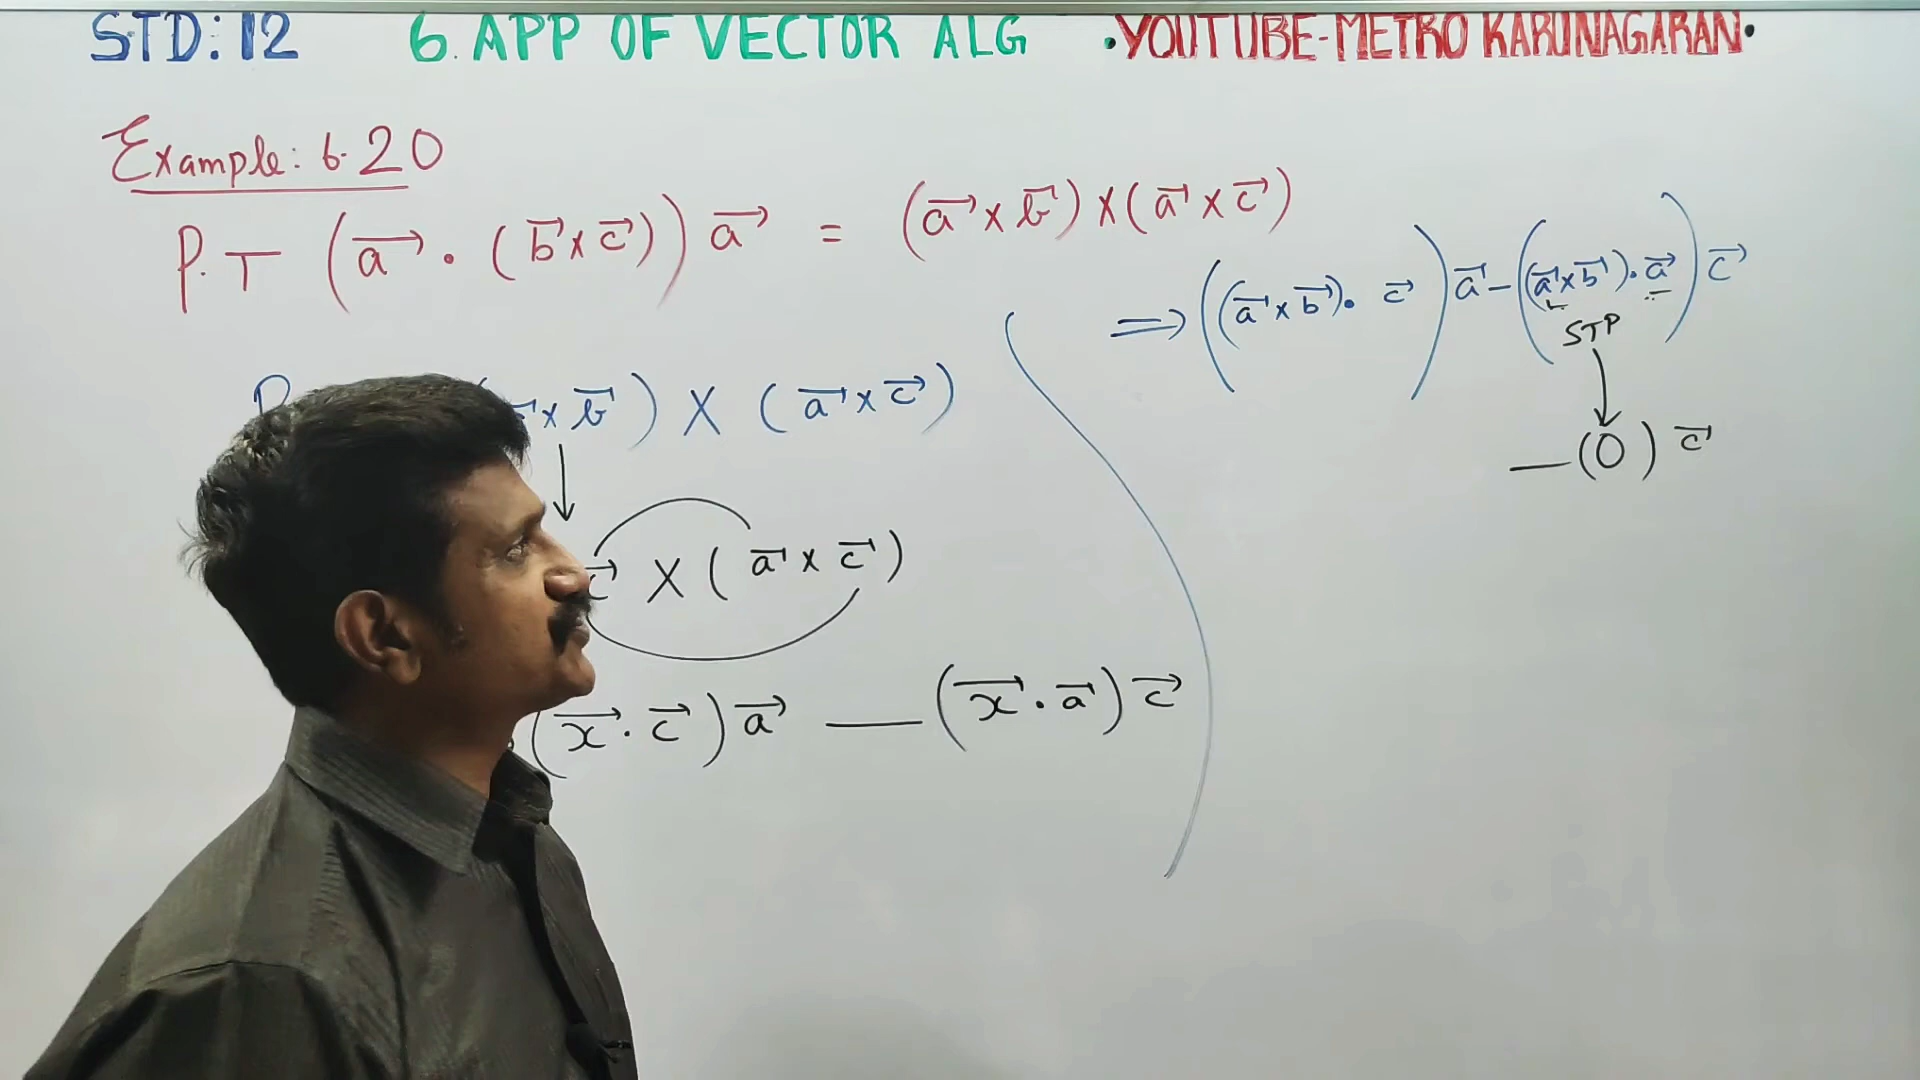 STD: 12 6. APP OF VECTOR ALG •YOUTUBE-METRO KARUNAGARAN•
Example: 6.20
P.T (a⃗ . (b⃗ × c⃗)) a⃗ = (a⃗ × b⃗) × (a⃗ × c⃗)
× b⃗) × (a⃗ × c⃗)
↓
× (a⃗ × c⃗)
(x⃗ . c⃗) a⃗ — (x⃗ . a⃗) c⃗
⇒ ((a⃗ × b⃗). c⃗) a⃗ – ((a⃗ × b⃗). a⃗) c⃗
STP
↓
— (0) c⃗